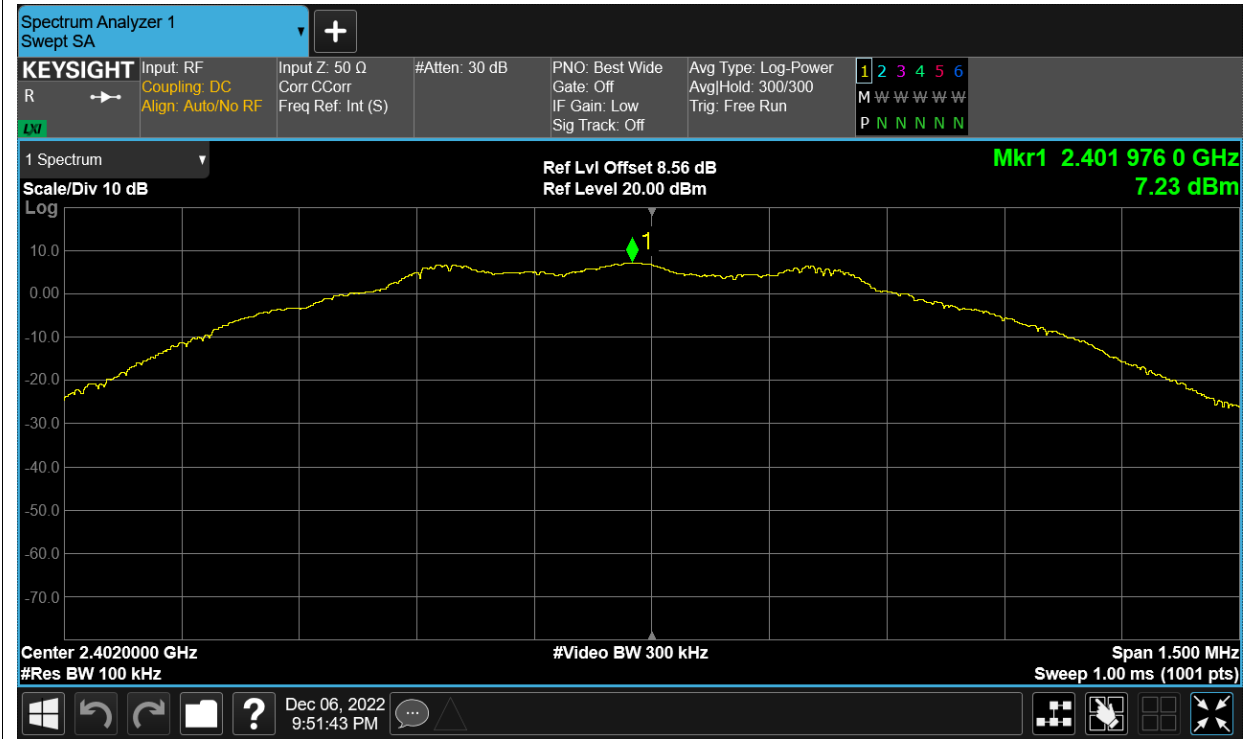 Spectrum Analyzer 1
Swept SA
KEYSIGHT
R
LXI
Input: RF
Coupling: DC
Align: Auto/No RF
Input Z: 50 Ω
Corr CCorr
Freq Ref: Int (S)
#Atten: 30 dB
PNO: Best Wide
Gate: Off
IF Gain: Low
Sig Track: Off
Avg Type: Log-Power
Avg|Hold: 300/300
Trig: Free Run
1 2 3 4 5 6
M W W W W W
P N N N N N
1 Spectrum
Scale/Div 10 dB
Ref Lvl Offset 8.56 dB
Ref Level 20.00 dBm
Mkr1 2.401 976 0 GHz
7.23 dBm
Log
1
10.0
0.00
-10.0
-20.0
-30.0
-40.0
-50.0
-60.0
-70.0
Center 2.4020000 GHz
#Video BW 300 kHz
Span 1.500 MHz
#Res BW 100 kHz
Sweep 1.00 ms (1001 pts)
?
Dec 06, 2022
9:51:43 PM